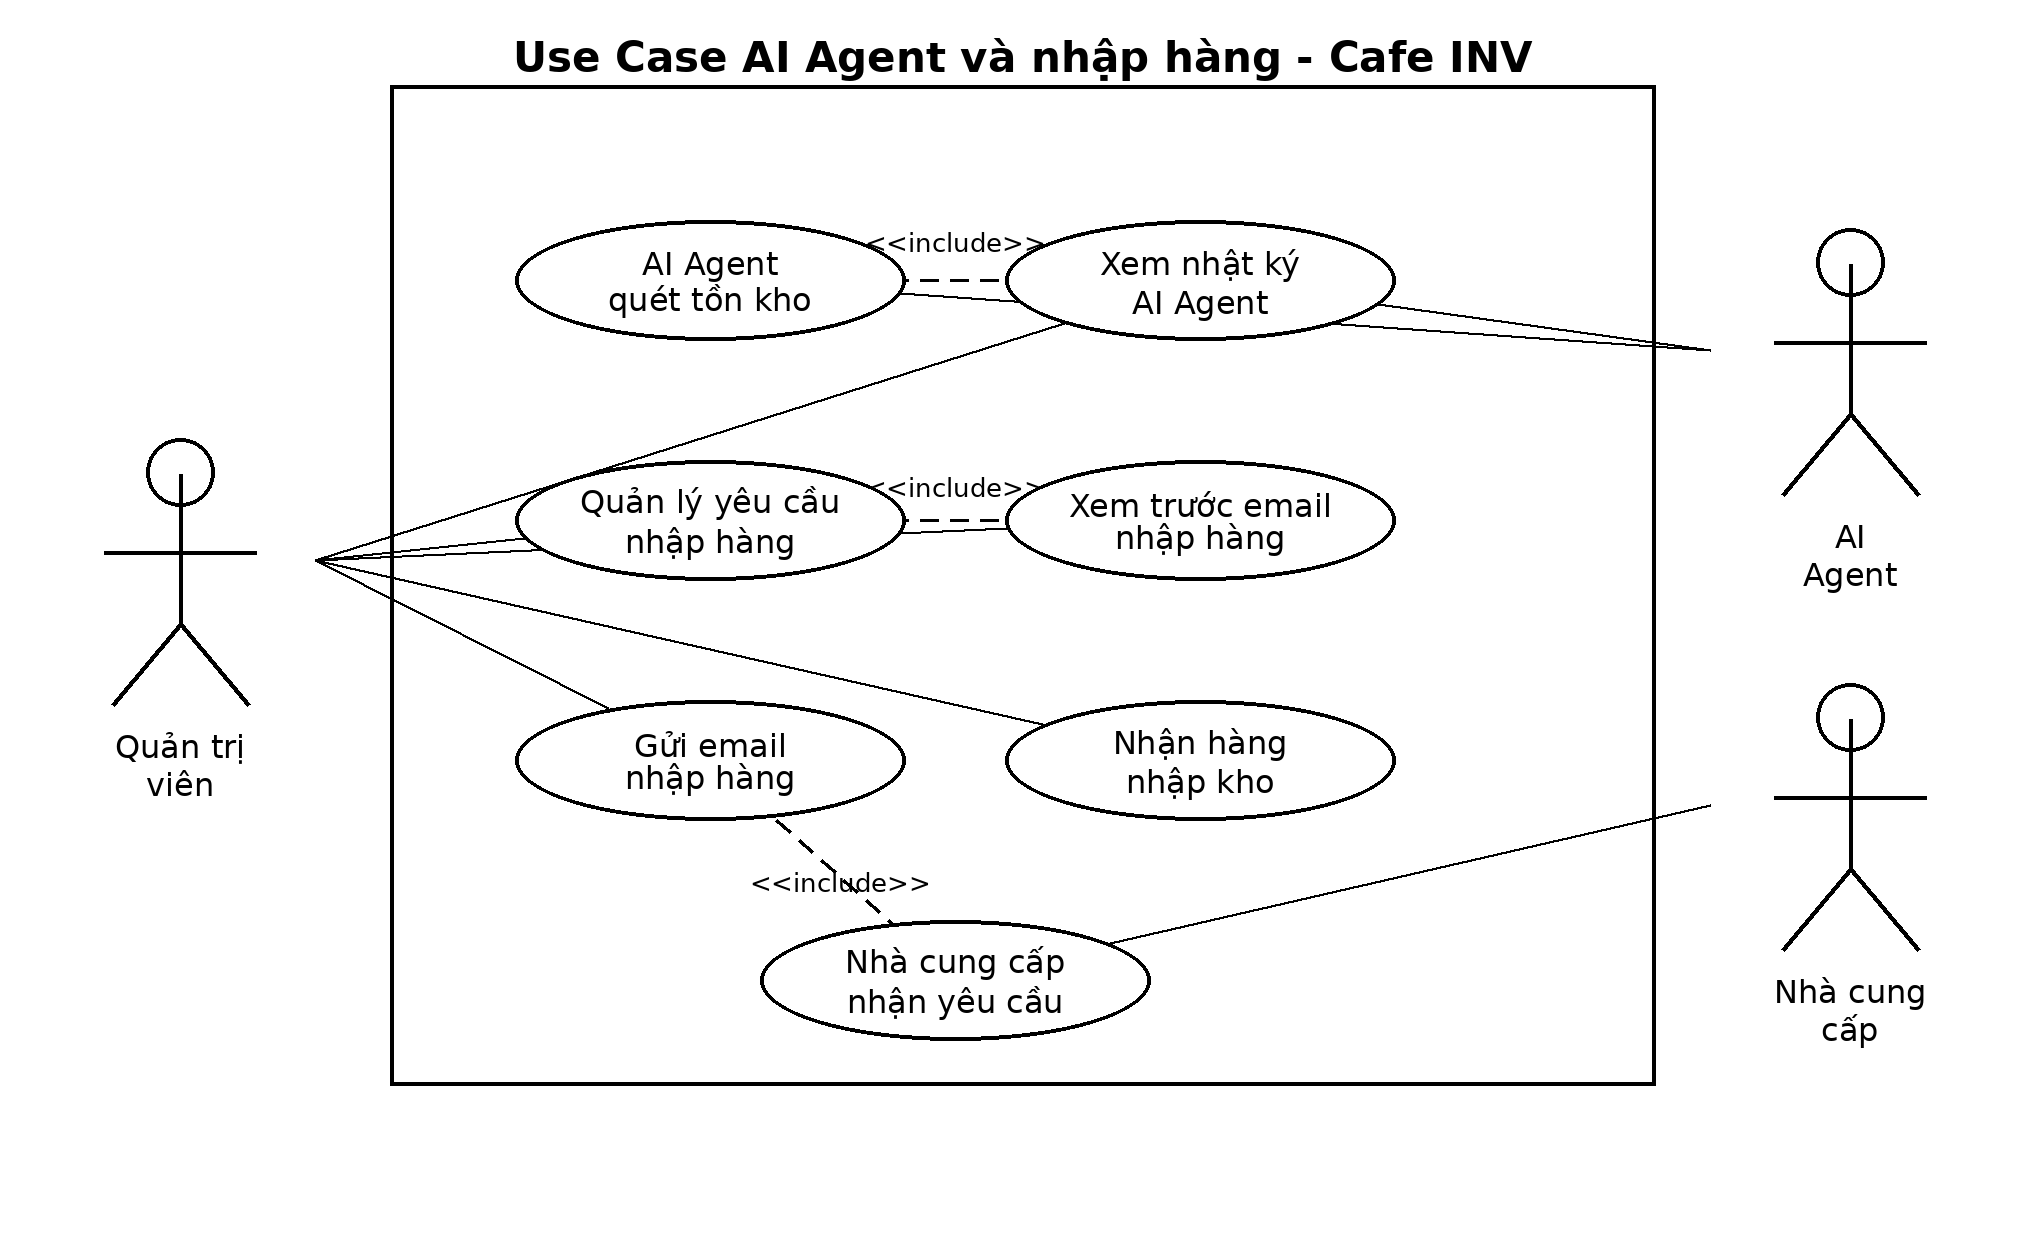 Use Case AI Agent và nhập hàng - Cafe INV
AI Agent
quét tồn kho
<<include>>
Xem nhật ký
AI Agent
Quản lý yêu cầu
nhập hàng
<<include>>
Xem trước email
nhập hàng
AI
Agent
Quản trị
viên
Gửi email
nhập hàng
Nhận hàng
nhập kho
<<include>>
Nhà cung cấp
nhận yêu cầu
Nhà cung
cấp